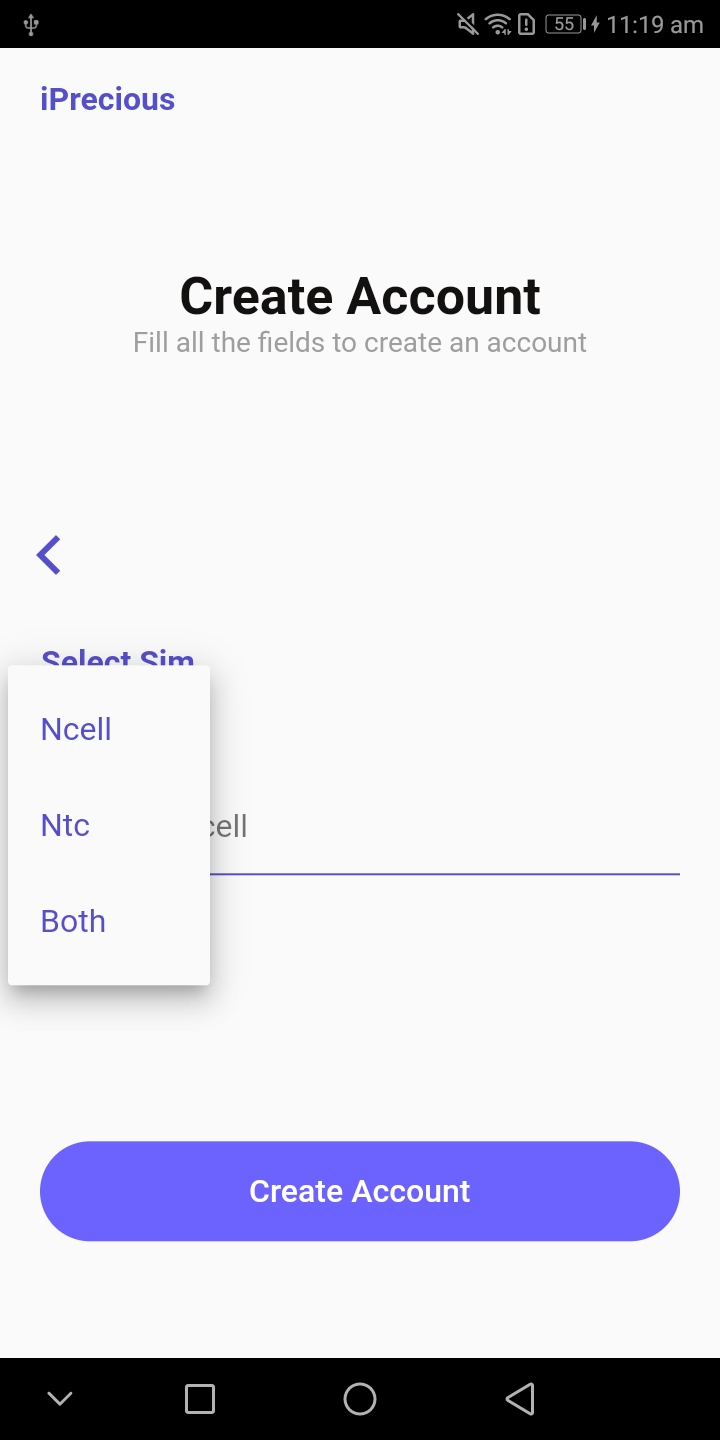 55 11:19 am
iPrecious
Create Account
Fill all the fields to create an account
Select Sim
Ncell
Ntc
cell
Both
Create Account